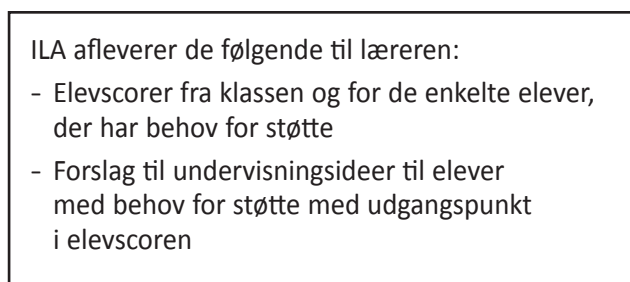 ILA afleverer de følgende til læreren:
- Elevscorer fra klassen og for de enkelte elever,
der har behov for støtte
- Forslag til undervisningsideer til elever
med behov for støtte med udgangspunkt
i elevscoren